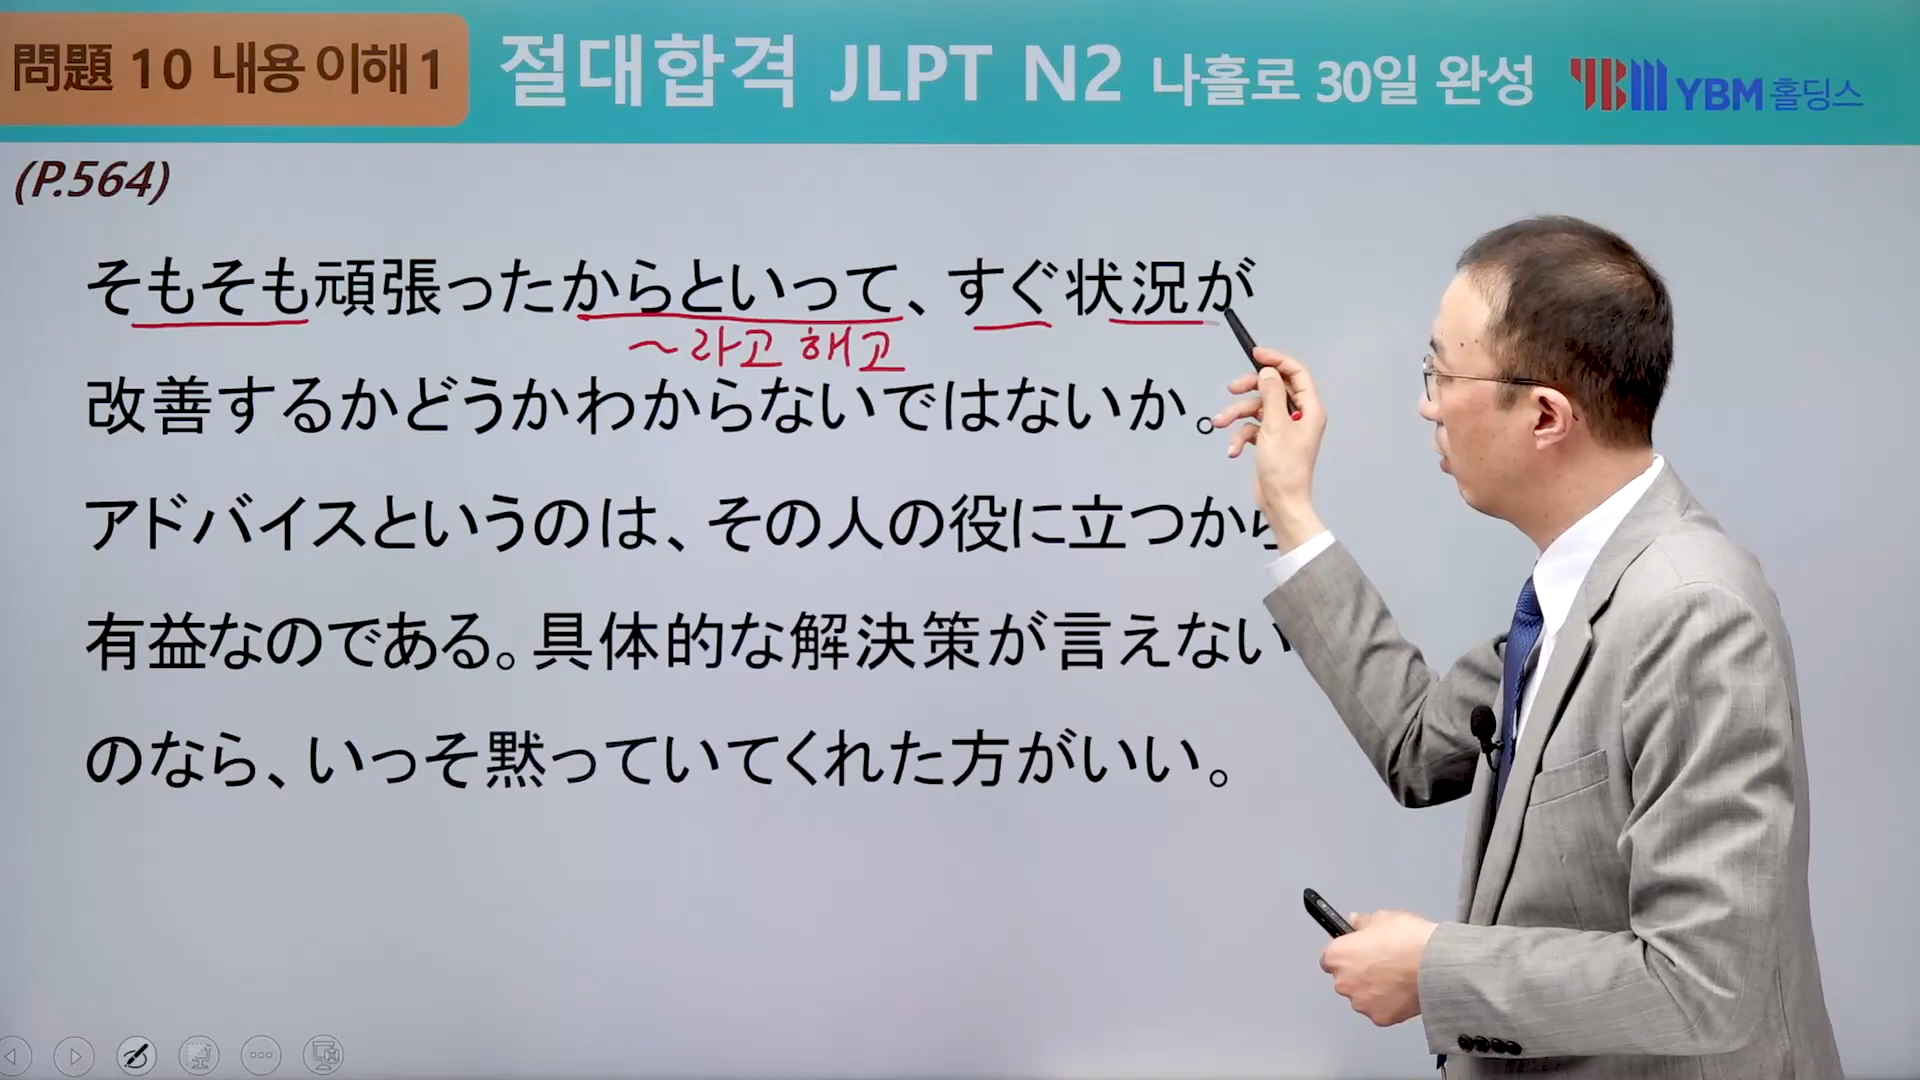 問題 10 내용 이해 1
절대합격 JLPT N2 나홀로 30일 완성
YBM 홀딩스
(P.564)
そもそも頑張ったからといって、すぐ状況が
~라고 해고
改善するかどうかわからないではないか。
アドバイスというのは、その人の役に立つから
有益なのである。具体的な解決策が言えない
のなら、いっそ黙っていてくれた方がいい。